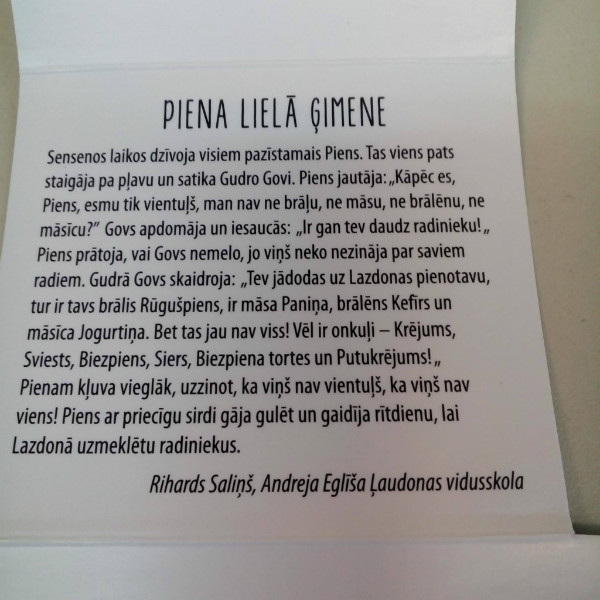 PIENA LIELĀ ĢIMENE
Sensenos laikos dzīvoja visiem pazīstamais Piens. Tas viens pats
staigāja pa pļavu un satika Gudro Govi. Piens jautāja: „Kāpēc es,
Piens, esmu tik vientuļš, man nav ne brāļu, ne māsu, ne brālēnu, ne
māsīcu?” Govs apdomāja un iesaucās: „Ir gan tev daudz radinieku!„
Piens prātoja, vai Govs nemelo, jo viņš neko nezināja par saviem
radiem. Gudrā Govs skaidroja: „Tev jādodas uz Lazdonas pienotavu,
tur ir tavs brālis Rūgušpiens, ir māsa Paniņa, brālēns Kefīrs un
māsīca Jogurtiņa. Bet tas jau nav viss! Vēl ir onkuļi – Krējums,
Sviests, Biezpiens, Siers, Biezpiena tortes un Putukrējums!„
Pienam kļuva vieglāk, uzzinot, ka viņš nav vientuļš, ka viņš nav
viens! Piens ar priecīgu sirdi gāja gulēt un gaidīja rītdienu, lai
Lazdonā uzmeklētu radiniekus.
Rihards Saliņš, Andreja Eglīša Ļaudonas vidusskola